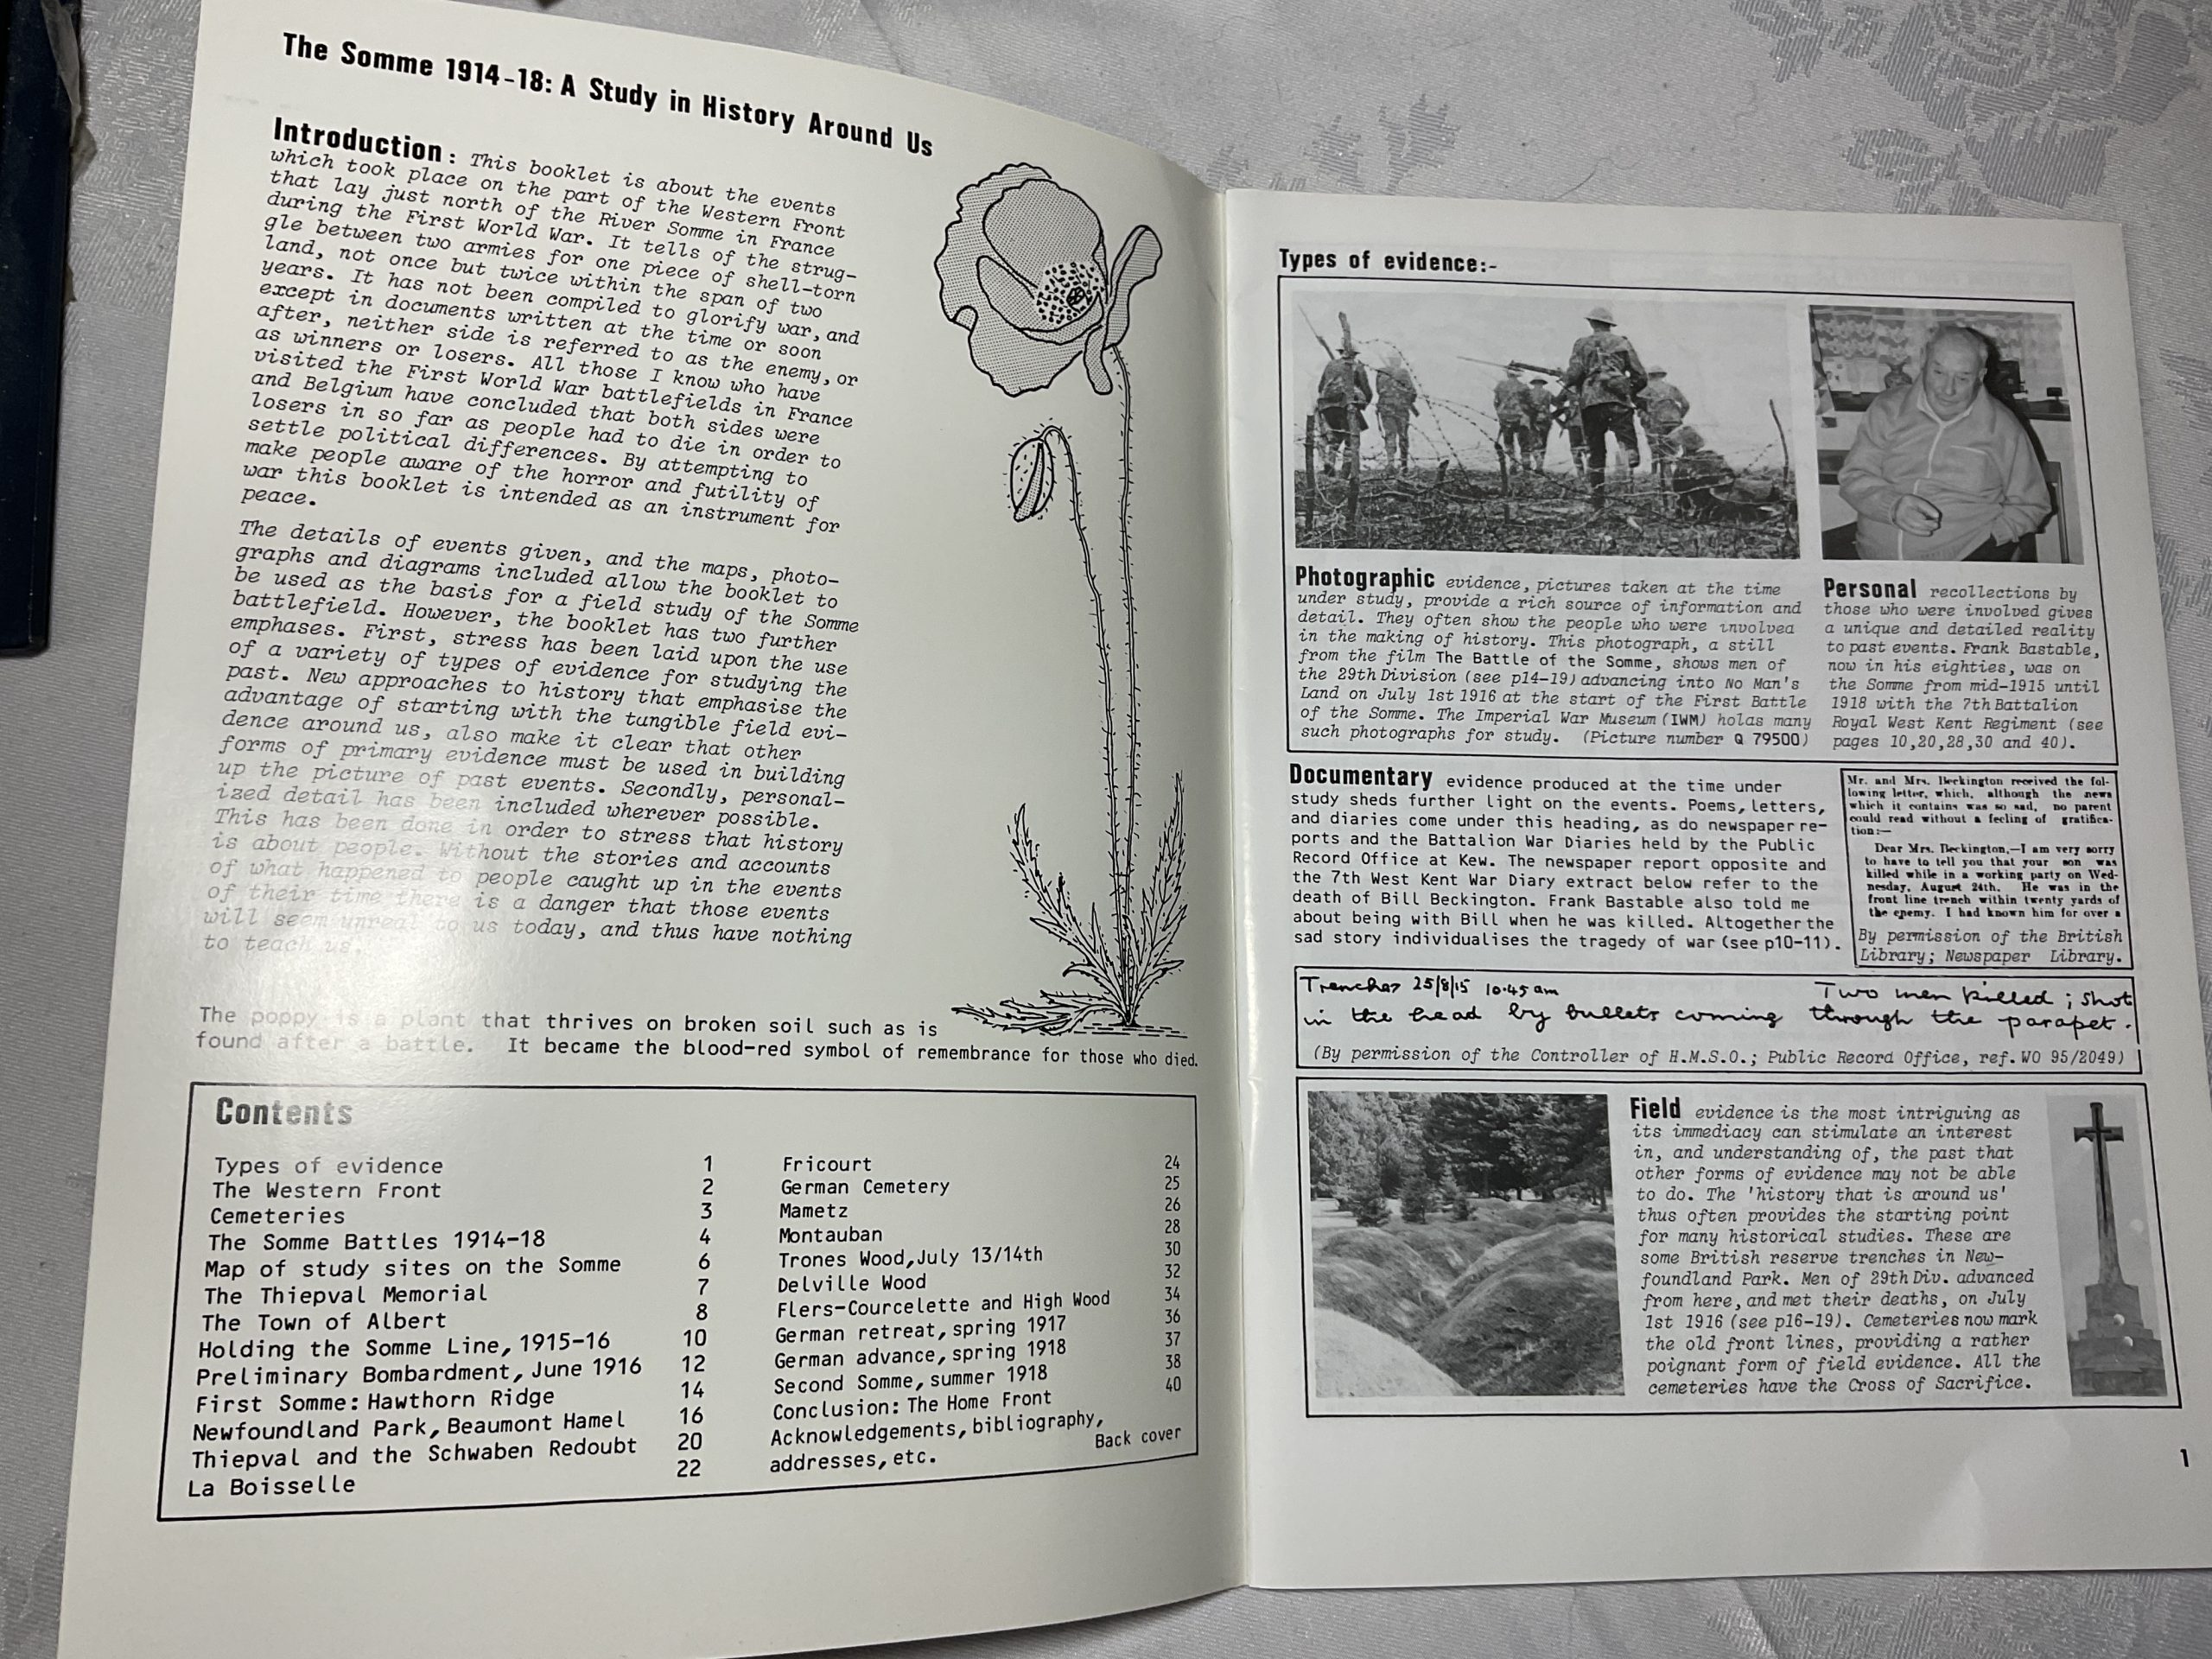 The Somme 1914-18: A Study in History Around Us
Introduction: This booklet is about the events
which took place on the part of the Western Front
that lay just north of the River Somme in France
during the First World War. It tells of the strug-
gle between two armies for one piece of shell-torn
land, not once but twice within the span of two
years. It has not been compiled to glorify war, and
except in documents written at the time or soon
after, neither side is referred to as the enemy, or
as winners or losers. All those I know who have
visited the First World War battlefields in France
and Belgium have concluded that both sides were
losers in so far as people had to die in order to
settle political differences. By attempting to
make people aware of the horror and futility of
war this booklet is intended as an instrument for
peace.
The details of events given, and the maps, photo-
graphs and diagrams included allow the booklet to
be used as the basis for a field study of the Somme
battlefield. However, the booklet has two further
emphases. First, stress has been laid upon the use
of a variety of types of evidence for studying the
past. New approaches to history that emphasise the
advantage of starting with the tangible field evi-
dence around us, also make it clear that other
forms of primary evidence must be used in building
up the picture of past events. Secondly, personal-
ized detail has been included wherever possible.
This has been done in order to stress that history
is about people. Without the stories and accounts
of what happened to people caught up in the events
of their time there is a danger that those events
will seem unreal to us today, and thus have nothing
to teach us.
The poppy is a plant that thrives on broken soil such as is
found after a battle. It became the blood-red symbol of remembrance for those who died.
Contents
Types of evidence 1
The Western Front 2
Cemeteries 3
The Somme Battles 1914-18 4
Map of study sites on the Somme 6
The Thiepval Memorial 7
The Town of Albert 8
Holding the Somme Line, 1915-16 10
Preliminary Bombardment, June 1916 12
First Somme: Hawthorn Ridge 14
Newfoundland Park, Beaumont Hamel 16
Thiepval and the Schwaben Redoubt 20
La Boisselle 22
Fricourt 24
German Cemetery 25
Mametz 26
Montauban 28
Trones Wood, July 13/14th 30
Delville Wood 32
Flers-Courcelette and High Wood 34
German retreat, spring 1917 36
German advance, spring 1918 37
Second Somme, summer 1918 38
Conclusion: The Home Front 40
Acknowledgements, bibliography,
addresses, etc. Back cover
Types of evidence:-
Photographic evidence, pictures taken at the time
under study, provide a rich source of information and
detail. They often show the people who were involved
in the making of history. This photograph, a still
from the film The Battle of the Somme, shows men of
the 29th Division (see p14-19) advancing into No Man's
Land on July 1st 1916 at the start of the First Battle
of the Somme. The Imperial War Museum (IWM) holds many
such photographs for study. (Picture number Q 79500)
Personal recollections by
those who were involved gives
a unique and detailed reality
to past events. Frank Bastable,
now in his eighties, was on
the Somme from mid-1915 until
1918 with the 7th Battalion
Royal West Kent Regiment (see
pages 10,20,28,30 and 40).
Documentary evidence produced at the time under
study sheds further light on the events. Poems, letters,
and diaries come under this heading, as do newspaper re-
ports and the Battalion War Diaries held by the Public
Record Office at Kew. The newspaper report opposite and
the 7th West Kent War Diary extract below refer to the
death of Bill Beckington. Frank Bastable also told me
about being with Bill when he was killed. Altogether the
sad story individualises the tragedy of war (see p10-11).
Mr. and Mrs. Beckington received the fol-
lowing letter, which, although the news
which it contains was so sad, no parent
could read without a feeling of gratifica-
tion:—
Dear Mrs. Beckington,—I am very sorry
to have to tell you that your son was
killed while in a working party on Wed-
nesday, August 24th. He was in the
front line trench within twenty yards of
the enemy. I had known him for over a
By permission of the British
Library; Newspaper Library.
Trenches 25/8/15 10.45 am Two men killed; shot
in the head by bullets coming through the parapet.
(By permission of the Controller of H.M.S.O.; Public Record Office, ref. WO 95/2049)
Field evidence is the most intriguing as
its immediacy can stimulate an interest
in, and understanding of, the past that
other forms of evidence may not be able
to do. The 'history that is around us'
thus often provides the starting point
for many historical studies. These are
some British reserve trenches in New-
foundland Park. Men of 29th Div. advanced
from here, and met their deaths, on July
1st 1916 (see p16-19). Cemeteries now mark
the old front lines, providing a rather
poignant form of field evidence. All the
cemeteries have the Cross of Sacrifice.
1